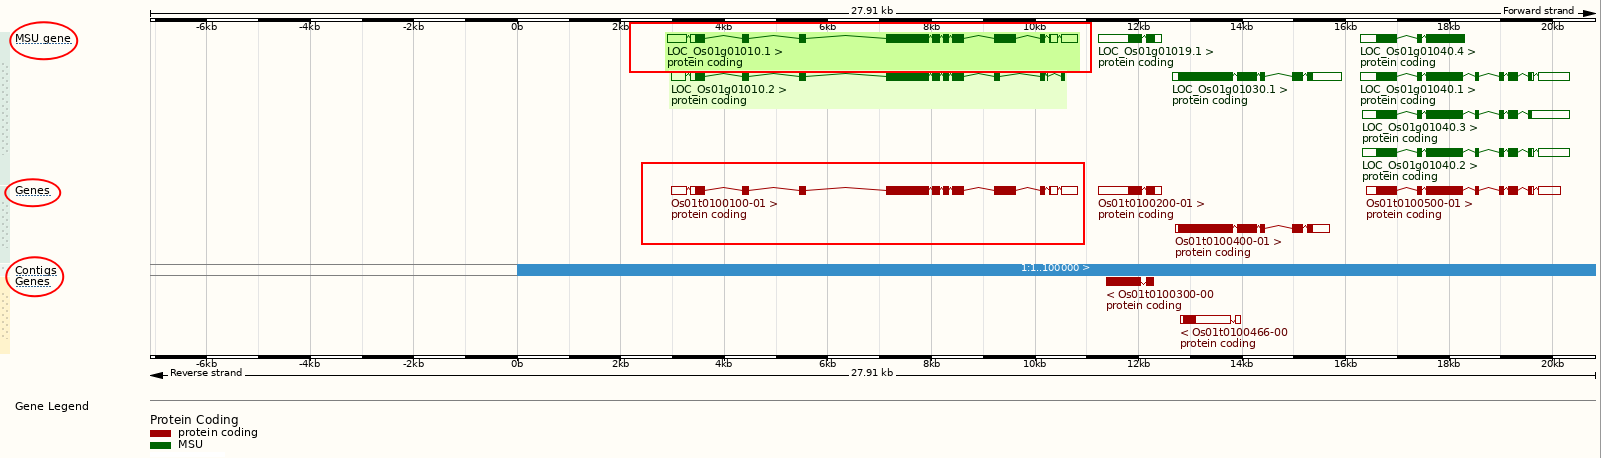 27.91 kb Forward strand
-6kb -4kb -2kb 0b 2kb 4kb 6kb 8kb 10kb 12kb 14kb 16kb 18kb 20kb
MSU gene
LOC_Os01g01010.1 > LOC_Os01g01019.1 > LOC_Os01g01040.4 >
protein coding protein coding protein coding
LOC_Os01g01010.2 > LOC_Os01g01030.1 > LOC_Os01g01040.1 >
protein coding protein coding protein coding
LOC_Os01g01040.3 >
protein coding
LOC_Os01g01040.2 >
protein coding
Genes
Os01t0100100-01 > Os01t0100200-01 > Os01t0100500-01 >
protein coding protein coding protein coding
Os01t0100400-01 >
protein coding
Contigs 1:1..100000 >
Genes
< Os01t0100300-00
protein coding
< Os01t0100466-00
protein coding
-6kb -4kb -2kb 0b 2kb 4kb 6kb 8kb 10kb 12kb 14kb 16kb 18kb 20kb
Reverse strand 27.91 kb
Gene Legend
Protein Coding
protein coding
MSU